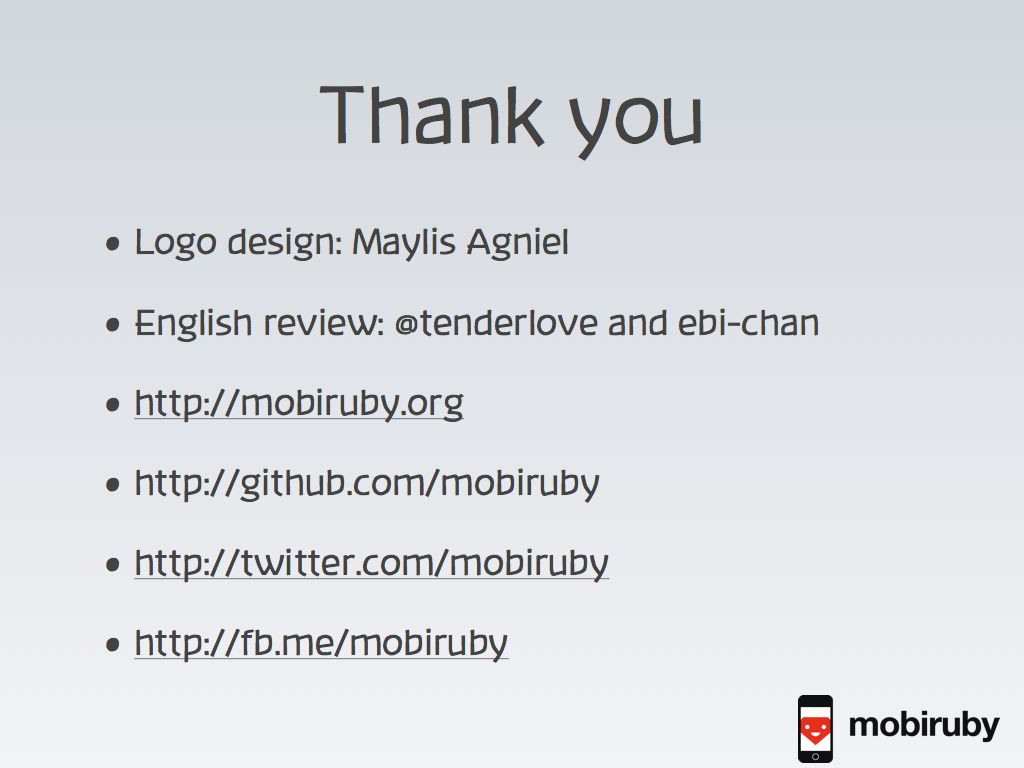 Thank you
• Logo design: Maylis Agniel
• English review: @tenderlove and ebi-chan
• http://mobiruby.org
• http://github.com/mobiruby
• http://twitter.com/mobiruby
• http://fb.me/mobiruby
mobiruby